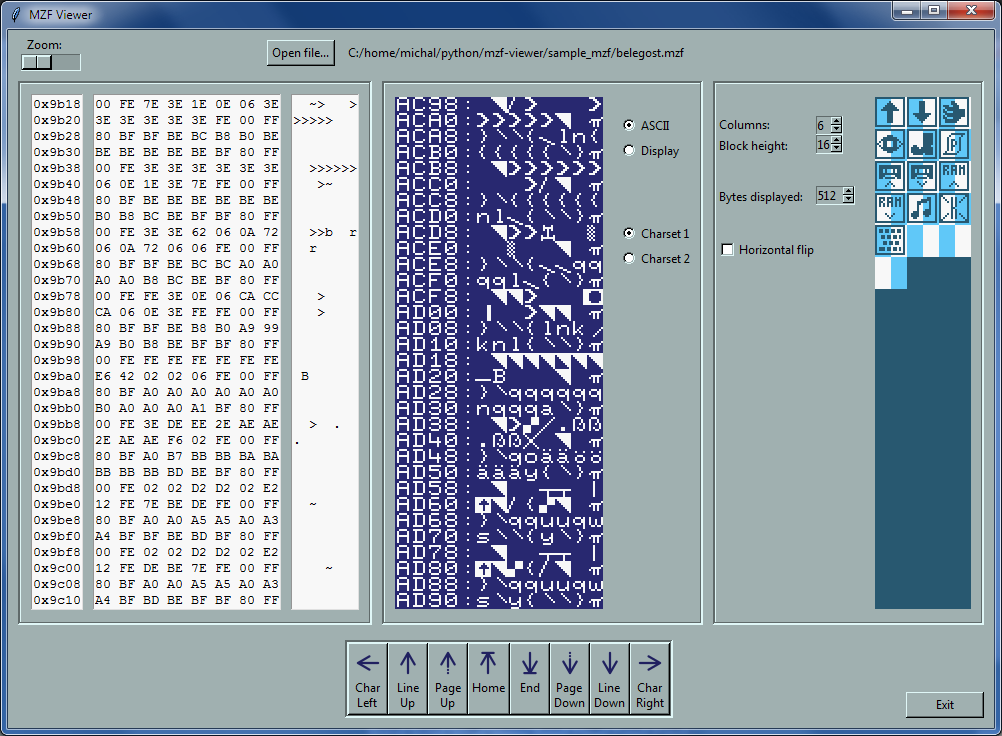 MZF Viewer
Zoom:
Open file...
C:/home/michal/python/mzf-viewer/sample_mzf/belegost.mzf
0x9b18 00 FE 7E 3E 1E 0E 06 3E ~> >
0x9b20 3E 3E 3E 3E 3E FE 00 FF >>>>>
0x9b28 80 BF BF BE BC B8 B0 BE
0x9b30 BE BE BE BE BE BF 80 FF
0x9b38 00 FE 3E 3E 3E 3E 3E 3E >>>>>>
0x9b40 06 0E 1E 3E 7E FE 00 FF >~
0x9b48 80 BF BE BE BE BE BE BE
0x9b50 B0 B8 BC BE BF BF 80 FF
0x9b58 00 FE 3E 3E 62 06 0A 72 >>b r
0x9b60 06 0A 72 06 06 FE 00 FF r
0x9b68 80 BF BF BE BC BC A0 A0
0x9b70 A0 A0 B8 BC BE BF 80 FF
0x9b78 00 FE FE 3E 0E 06 CA CC >
0x9b80 CA 06 0E 3E FE FE 00 FF >
0x9b88 80 BF BF BE B8 B0 A9 99
0x9b90 A9 B0 B8 BE BF BF 80 FF
0x9b98 00 FE FE FE FE FE FE FE
0x9ba0 E6 42 02 02 06 FE 00 FF B
0x9ba8 80 BF A0 A0 A0 A0 A0 A0
0x9bb0 B0 A0 A0 A0 A1 BF 80 FF
0x9bb8 00 FE 3E DE EE 2E AE AE > .
0x9bc0 2E AE AE F6 02 FE 00 FF .
0x9bc8 80 BF A0 B7 BB BB BA BA
0x9bd0 BB BB BB BD BE BF 80 FF
0x9bd8 00 FE 02 02 D2 D2 02 E2
0x9be0 12 FE 7E BE DE FE 00 FF ~
0x9be8 80 BF A0 A0 A5 A5 A0 A3
0x9bf0 A4 BF BF BE BD BF 80 FF
0x9bf8 00 FE 02 02 D2 D2 02 E2
0x9c00 12 FE DE BE 7E FE 00 FF ~
0x9c08 80 BF A0 A0 A5 A5 A0 A3
0x9c10 A4 BF BD BE BF BF 80 FF
AC98:
ACA0:
ACA8:
ACB0:
ACB8:
ACC0:
ACC8:
ACD0:
ACD8:
ACE0:
ACE8:
ACF0:
ACF8:
AD00:
AD08:
AD10:
AD18:
AD20:
AD28:
AD30:
AD38:
AD40:
AD48:
AD50:
AD58:
AD60:
AD68:
AD70:
AD78:
AD80:
AD88:
AD90:
ASCII
Display
Charset 1
Charset 2
Columns: 6
Block height: 16
Bytes displayed: 512
Horizontal flip
RAM
RAM
Char Left
Line Up
Page Up
Home
End
Page Down
Line Down
Char Right
Exit